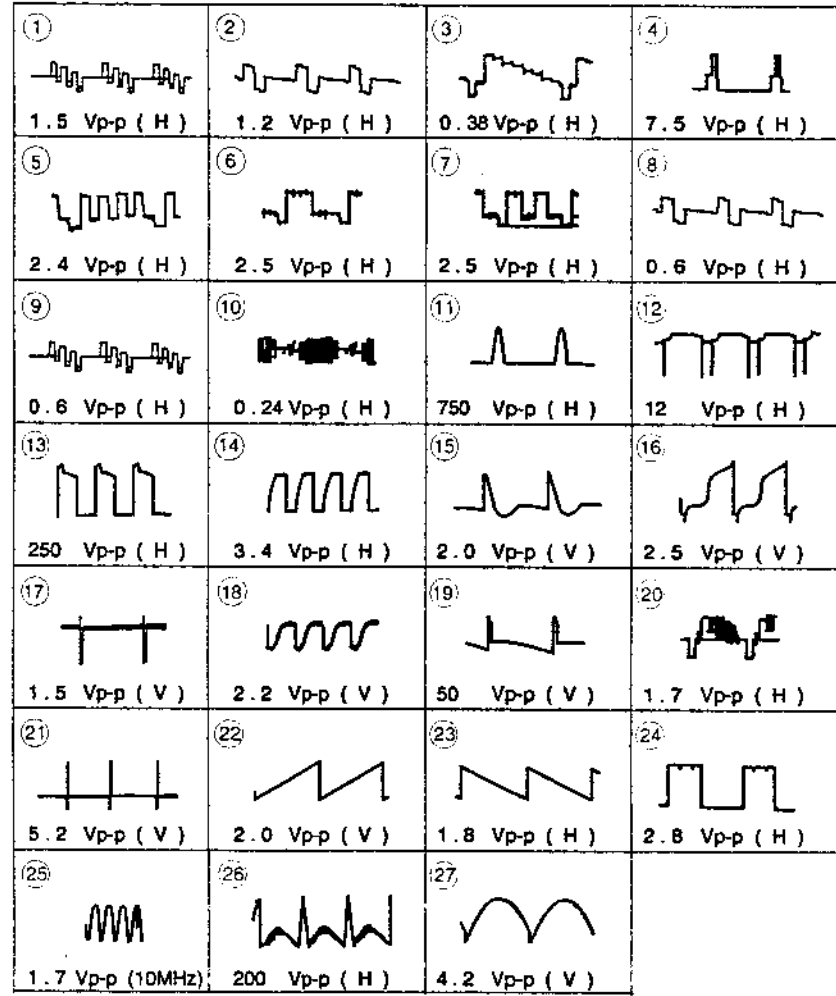 ① ② ③ ④
1.5 Vp-p ( H ) 1.2 Vp-p ( H ) 0.38 Vp-p ( H ) 7.5 Vp-p ( H )
⑤ ⑥ ⑦ ⑧
2.4 Vp-p ( H ) 2.5 Vp-p ( H ) 2.5 Vp-p ( H ) 0.6 Vp-p ( H )
⑨ ⑩ ⑪ ⑫
0.6 Vp-p ( H ) 0.24 Vp-p ( H ) 750 Vp-p ( H ) 12 Vp-p ( H )
⑬ ⑭ ⑮ ⑯
250 Vp-p ( H ) 3.4 Vp-p ( H ) 2.0 Vp-p ( V ) 2.5 Vp-p ( V )
⑰ ⑱ ⑲ ⑳
1.5 Vp-p ( V ) 2.2 Vp-p ( V ) 50 Vp-p ( V ) 1.7 Vp-p ( H )
㉑ ㉒ ㉓ ㉔
5.2 Vp-p ( V ) 2.0 Vp-p ( V ) 1.8 Vp-p ( H ) 2.8 Vp-p ( H )
㉕ ㉖ ㉗
1.7 Vp-p (10MHz) 200 Vp-p ( H ) 4.2 Vp-p ( V )